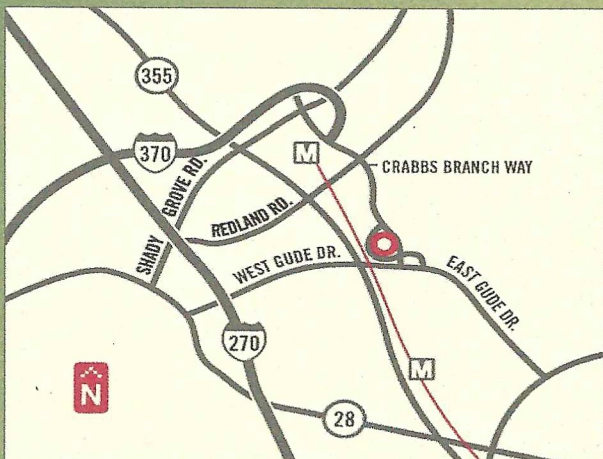 355
370
M
CRABBS BRANCH WAY
SHADY GROVE RD.
REDLAND RD.
WEST GUDE DR.
EAST GUDE DR.
270
M
N
28